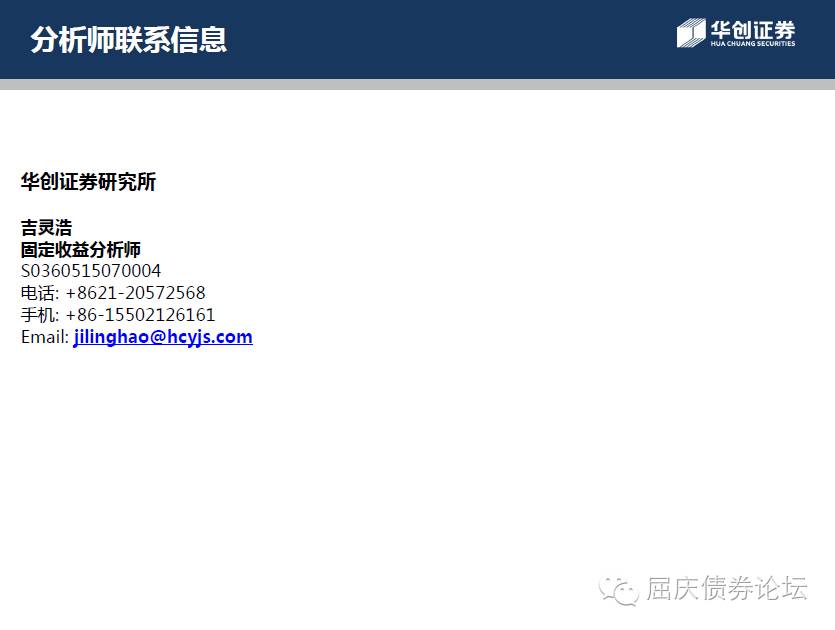 分析师联系信息
华创证券
HUA CHUANG SECURITIES
华创证券研究所
吉灵浩
固定收益分析师
S0360515070004
电话: +8621-20572568
手机: +86-15502126161
Email: jilinghao@hcyjs.com
屈庆债券论坛